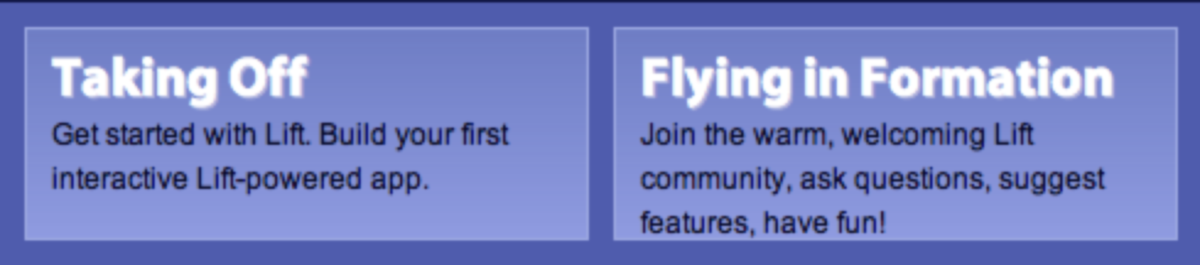 Taking Off
Get started with Lift. Build your first
interactive Lift-powered app.
Flying in Formation
Join the warm, welcoming Lift
community, ask questions, suggest
features, have fun!